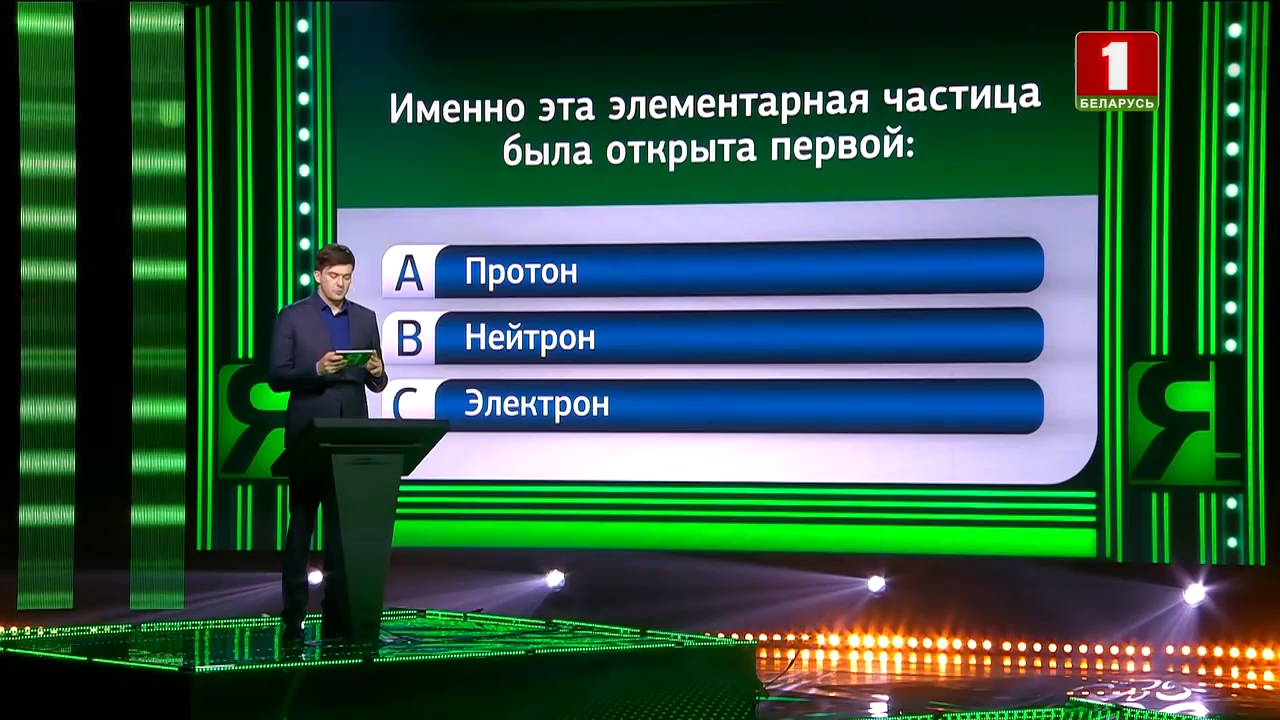 1
БЕЛАРУСЬ
Именно эта элементарная частица
была открыта первой:
A Протон
B Нейтрон
C Электрон
Я
Я!